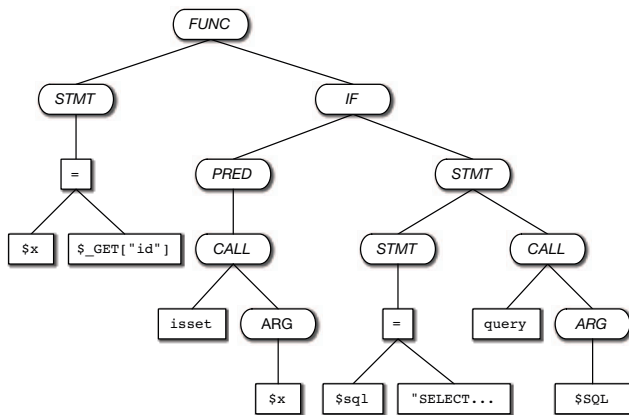 FUNC
STMT IF
= PRED STMT
$x $_GET["id"] CALL STMT CALL
isset ARG = query ARG
$x $sql "SELECT... $SQL